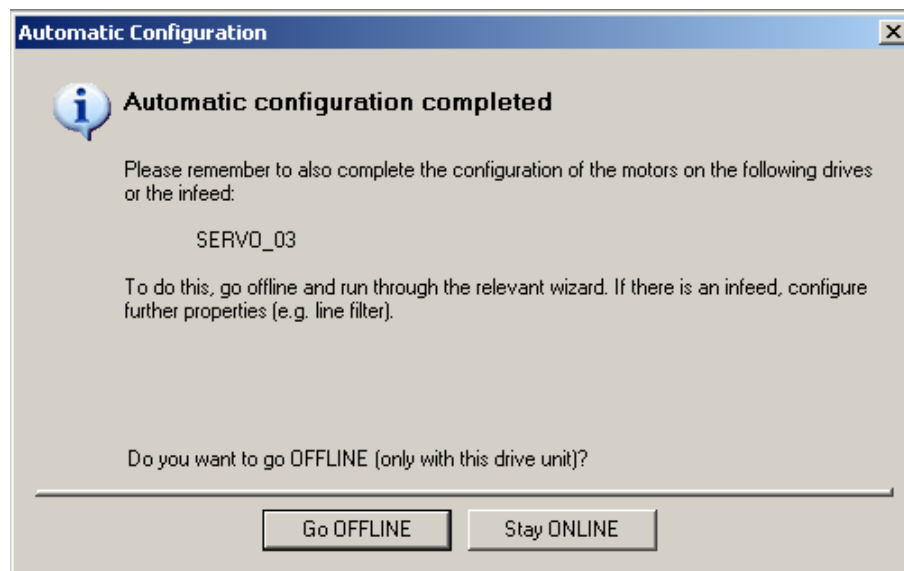 Automatic Configuration
Automatic configuration completed
Please remember to also complete the configuration of the motors on the following drives
or the infeed:
SERVO_03
To do this, go offline and run through the relevant wizard. If there is an infeed, configure
further properties (e.g. line filter).
Do you want to go OFFLINE (only with this drive unit)?
Go OFFLINE
Stay ONLINE